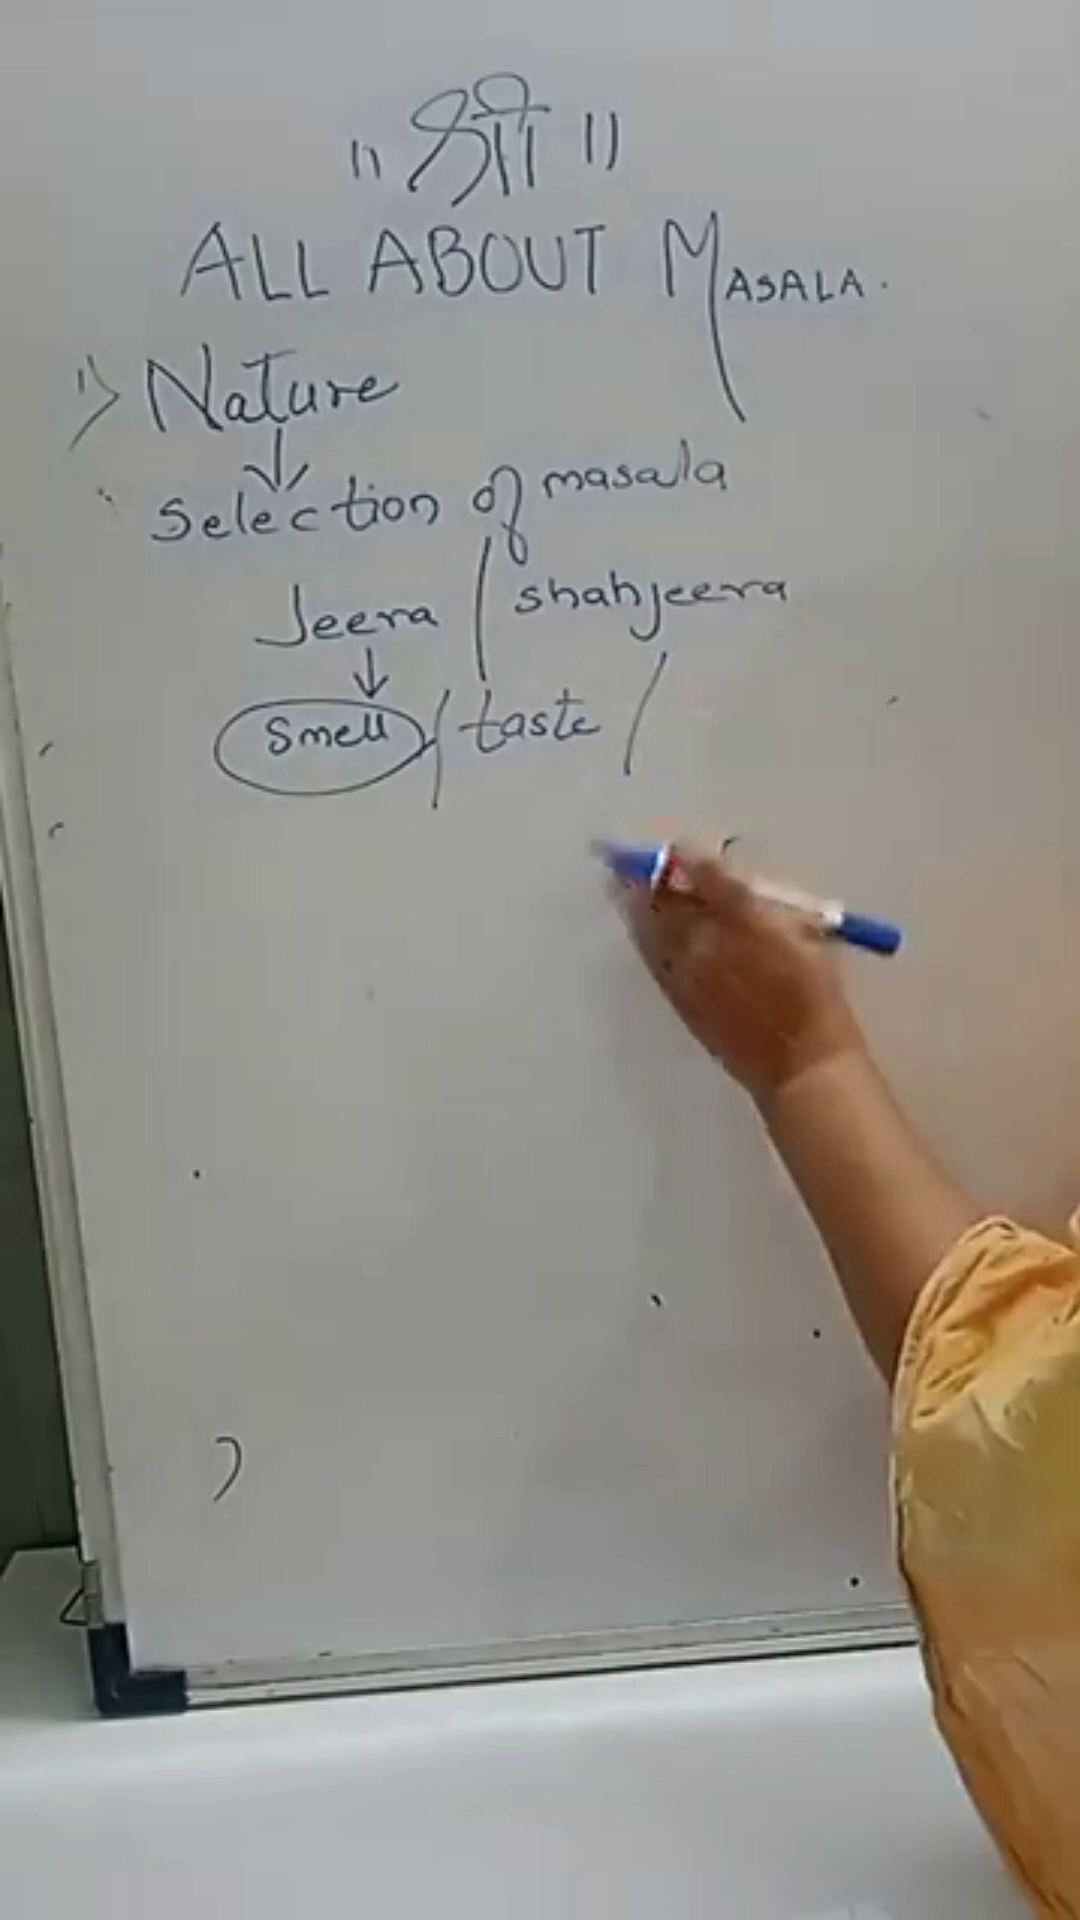 ॥ श्री ॥
ALL ABOUT MASALA.
1) Nature
Selection of masala
Jeera / shahjeera
Smell / taste /